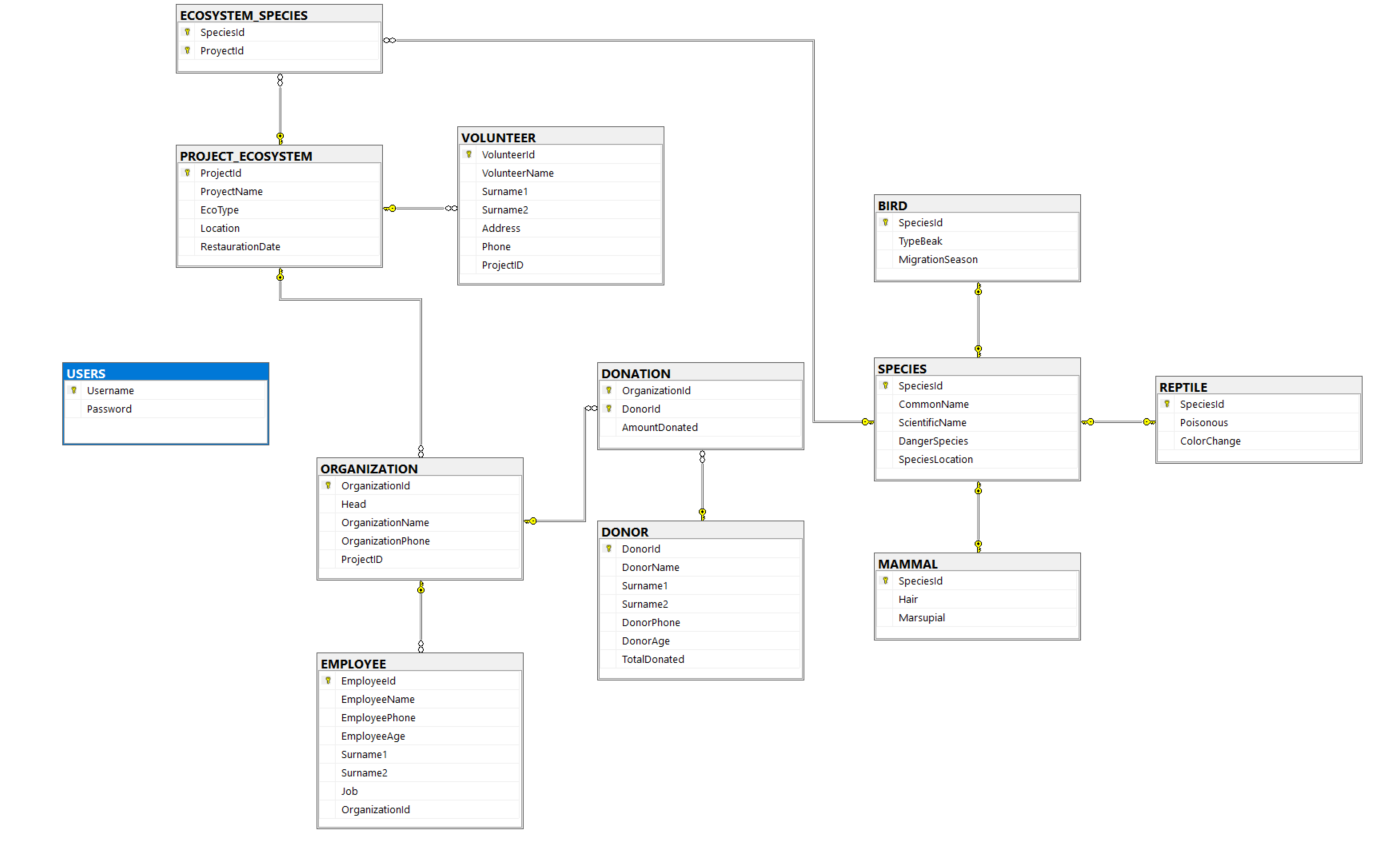 ECOSYSTEM_SPECIES
SpeciesId
ProyectId
PROJECT_ECOSYSTEM
ProjectId
ProyectName
EcoType
Location
RestaurationDate
VOLUNTEER
VolunteerId
VolunteerName
Surname1
Surname2
Address
Phone
ProjectID
BIRD
SpeciesId
TypeBeak
MigrationSeason
USERS
Username
Password
DONATION
OrganizationId
DonorId
AmountDonated
SPECIES
SpeciesId
CommonName
ScientificName
DangerSpecies
SpeciesLocation
REPTILE
SpeciesId
Poisonous
ColorChange
ORGANIZATION
OrganizationId
Head
OrganizationName
OrganizationPhone
ProjectID
DONOR
DonorId
DonorName
Surname1
Surname2
DonorPhone
DonorAge
TotalDonated
MAMMAL
SpeciesId
Hair
Marsupial
EMPLOYEE
EmployeeId
EmployeeName
EmployeePhone
EmployeeAge
Surname1
Surname2
Job
OrganizationId